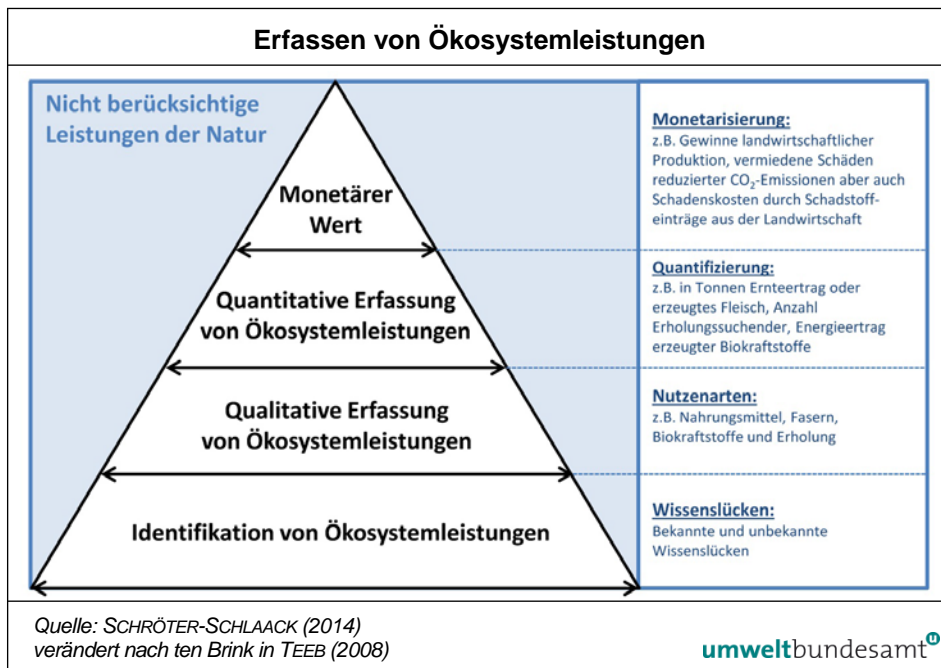 Erfassen von Ökosystemleistungen
Nicht berücksichtige
Leistungen der Natur
Monetärer
Wert
Quantitative Erfassung
von Ökosystemleistungen
Qualitative Erfassung
von Ökosystemleistungen
Identifikation von Ökosystemleistungen
Monetarisierung:
z.B. Gewinne landwirtschaftlicher
Produktion, vermiedene Schäden
reduzierter CO₂-Emissionen aber auch
Schadenskosten durch Schadstoff-
einträge aus der Landwirtschaft
Quantifizierung:
z.B. in Tonnen Ernteertrag oder
erzeugtes Fleisch, Anzahl
Erholungssuchender, Energieertrag
erzeugter Biokraftstoffe
Nutzenarten:
z.B. Nahrungsmittel, Fasern,
Biokraftstoffe und Erholung
Wissenslücken:
Bekannte und unbekannte
Wissenslücken
Quelle: SCHRÖTER-SCHLAACK (2014)
verändert nach ten Brink in TEEB (2008)
umweltbundesamt u